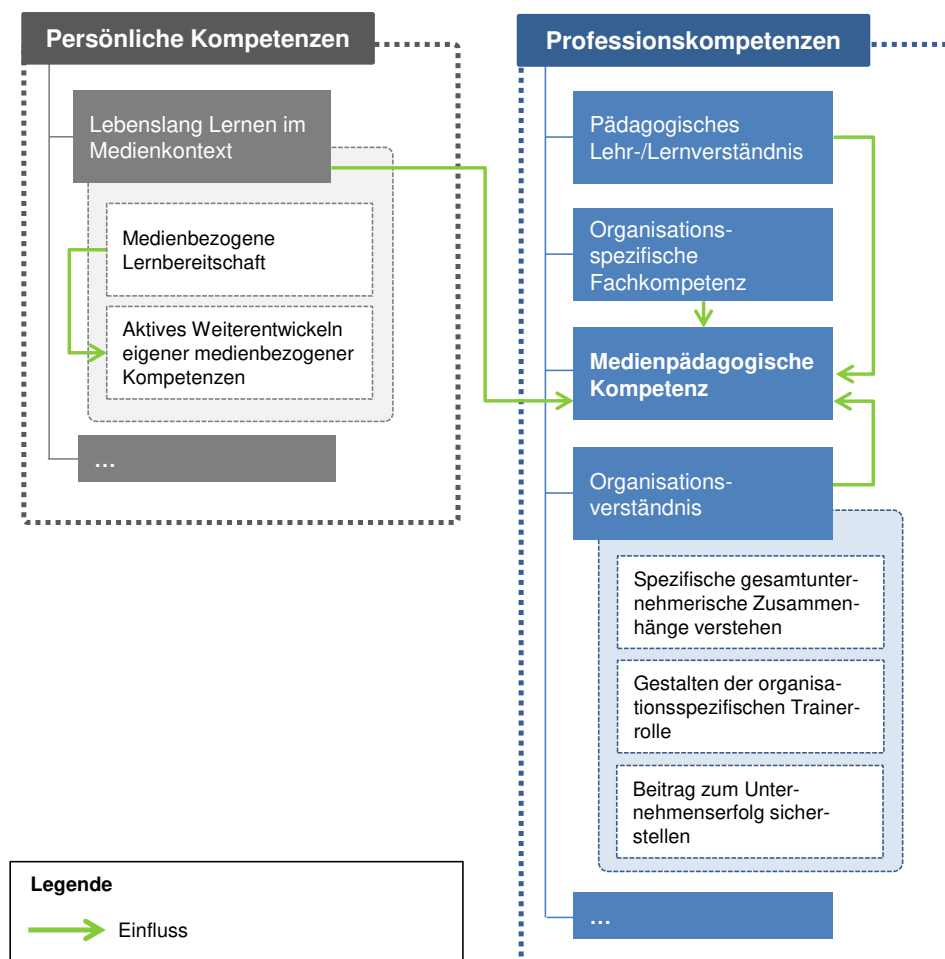 Persönliche Kompetenzen
Lebenslang Lernen im
Medienkontext
Medienbezogene
Lernbereitschaft
Aktives Weiterentwickeln
eigener medienbezogener
Kompetenzen
...
Professionskompetenzen
Pädagogisches
Lehr-/Lernverständnis
Organisations-
spezifische
Fachkompetenz
Medienpädagogische
Kompetenz
Organisations-
verständnis
Spezifische gesamtunter-
nehmerische Zusammen-
hänge verstehen
Gestalten der organisa-
tionsspezifischen Trainer-
rolle
Beitrag zum Unter-
nehmenserfolg sicher-
stellen
...
Legende
Einfluss